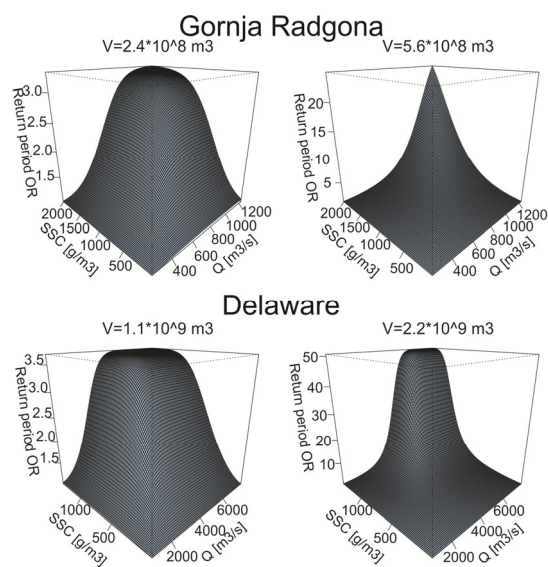 Gornja Radgona
V=2.4*10^8 m3
3.0
2.5
2.0
1.5
Return period OR
2000
1500
1000
500
SSC [g/m3]
400
600
800
1000
1200
Q [m3/s]
V=5.6*10^8 m3
20
15
10
5
Return period OR
2000
1500
1000
500
SSC [g/m3]
400
600
800
1000
1200
Q [m3/s]
Delaware
V=1.1*10^9 m3
3.5
3.0
2.5
2.0
1.5
Return period OR
1000
500
SSC [g/m3]
2000
4000
6000
Q [m3/s]
V=2.2*10^9 m3
50
40
30
20
10
Return period OR
1000
500
SSC [g/m3]
2000
4000
6000
Q [m3/s]